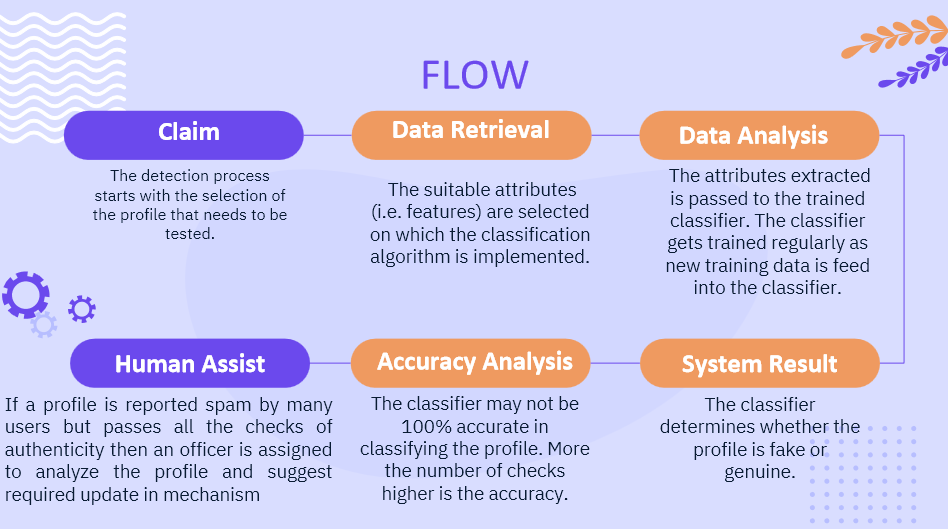 FLOW
Claim
The detection process
starts with the selection of
the profile that needs to be
tested.
Data Retrieval
The suitable attributes
(i.e. features) are selected
on which the classification
algorithm is implemented.
Data Analysis
The attributes extracted
is passed to the trained
classifier. The classifier
gets trained regularly as
new training data is feed
into the classifier.
System Result
The classifier
determines whether the
profile is fake or
genuine.
Accuracy Analysis
The classifier may not be
100% accurate in
classifying the profile. More
the number of checks
higher is the accuracy.
Human Assist
If a profile is reported spam by many
users but passes all the checks of
authenticity then an officer is assigned
to analyze the profile and suggest
required update in mechanism